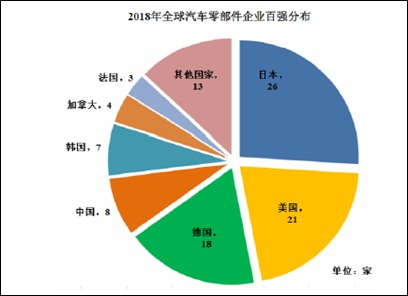 2018年全球汽车零部件企业百强分布
日本，
26
美国，
21
德国，
18
中国，8
韩国，7
加拿大，4
法国，3
其他国家，
13
单位：家